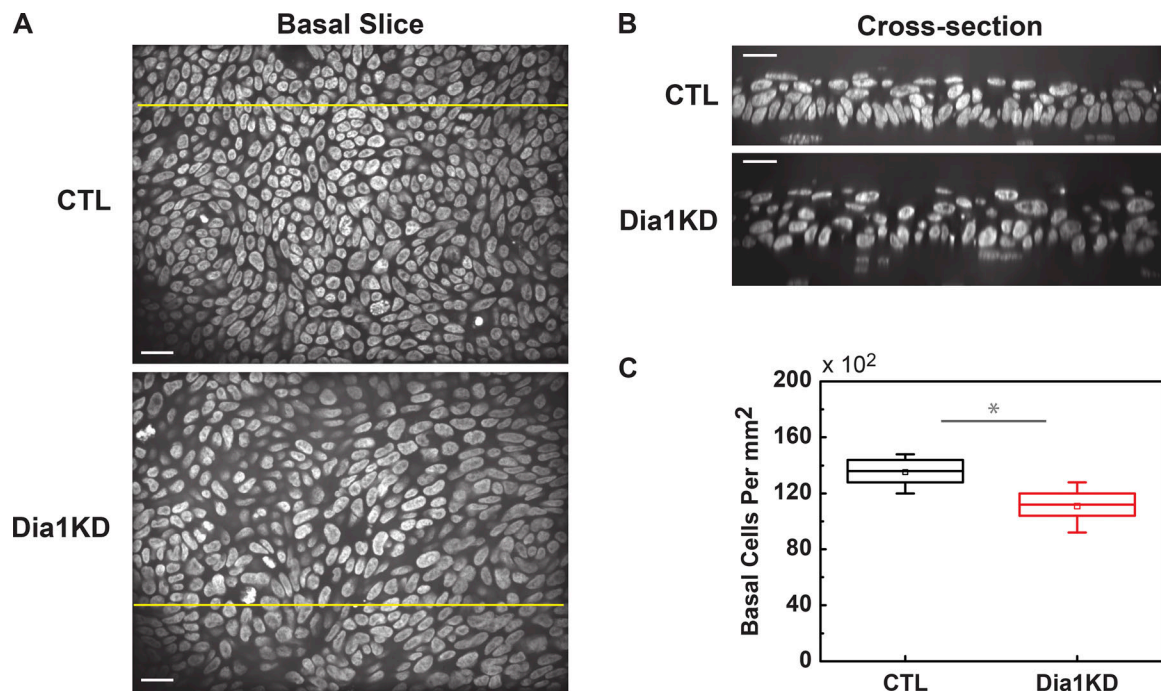 A
Basal Slice
CTL
Dia1KD
B
Cross-section
CTL
Dia1KD
C
x 10²
Basal Cells Per mm²
200
160
120
80
40
0
*
CTL
Dia1KD